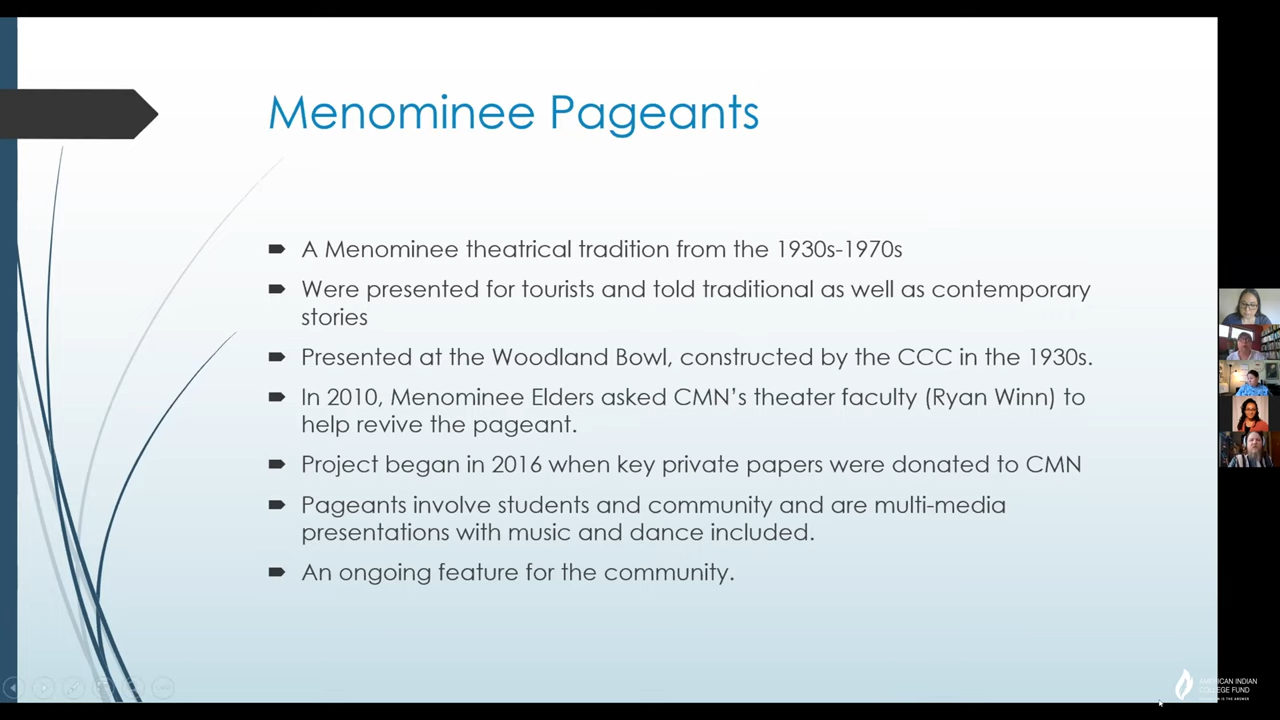 Menominee Pageants
A Menominee theatrical tradition from the 1930s-1970s
Were presented for tourists and told traditional as well as contemporary
stories
Presented at the Woodland Bowl, constructed by the CCC in the 1930s.
In 2010, Menominee Elders asked CMN's theater faculty (Ryan Winn) to
help revive the pageant.
Project began in 2016 when key private papers were donated to CMN
Pageants involve students and community and are multi-media
presentations with music and dance included.
An ongoing feature for the community.
AMERICAN INDIAN
COLLEGE FUND
EDUCATION IS THE ANSWER